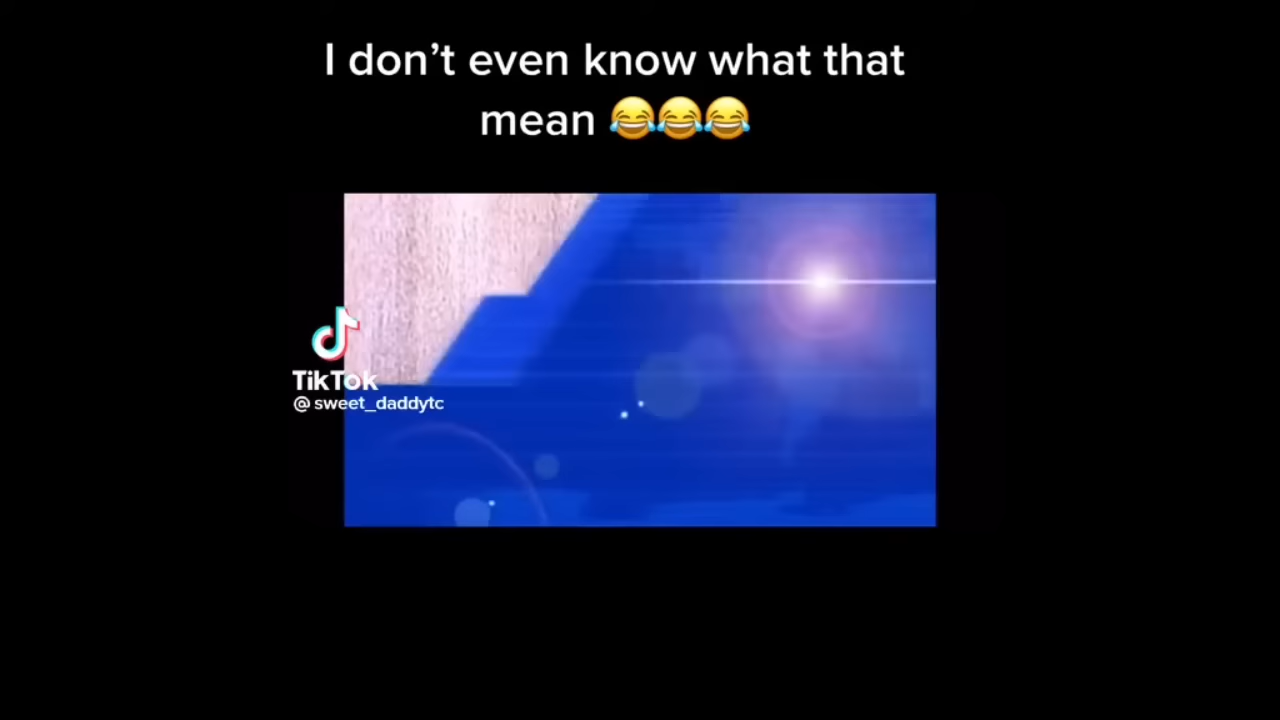 I don’t even know what that
mean 😂😂😂
TikTok
@sweet_daddytc